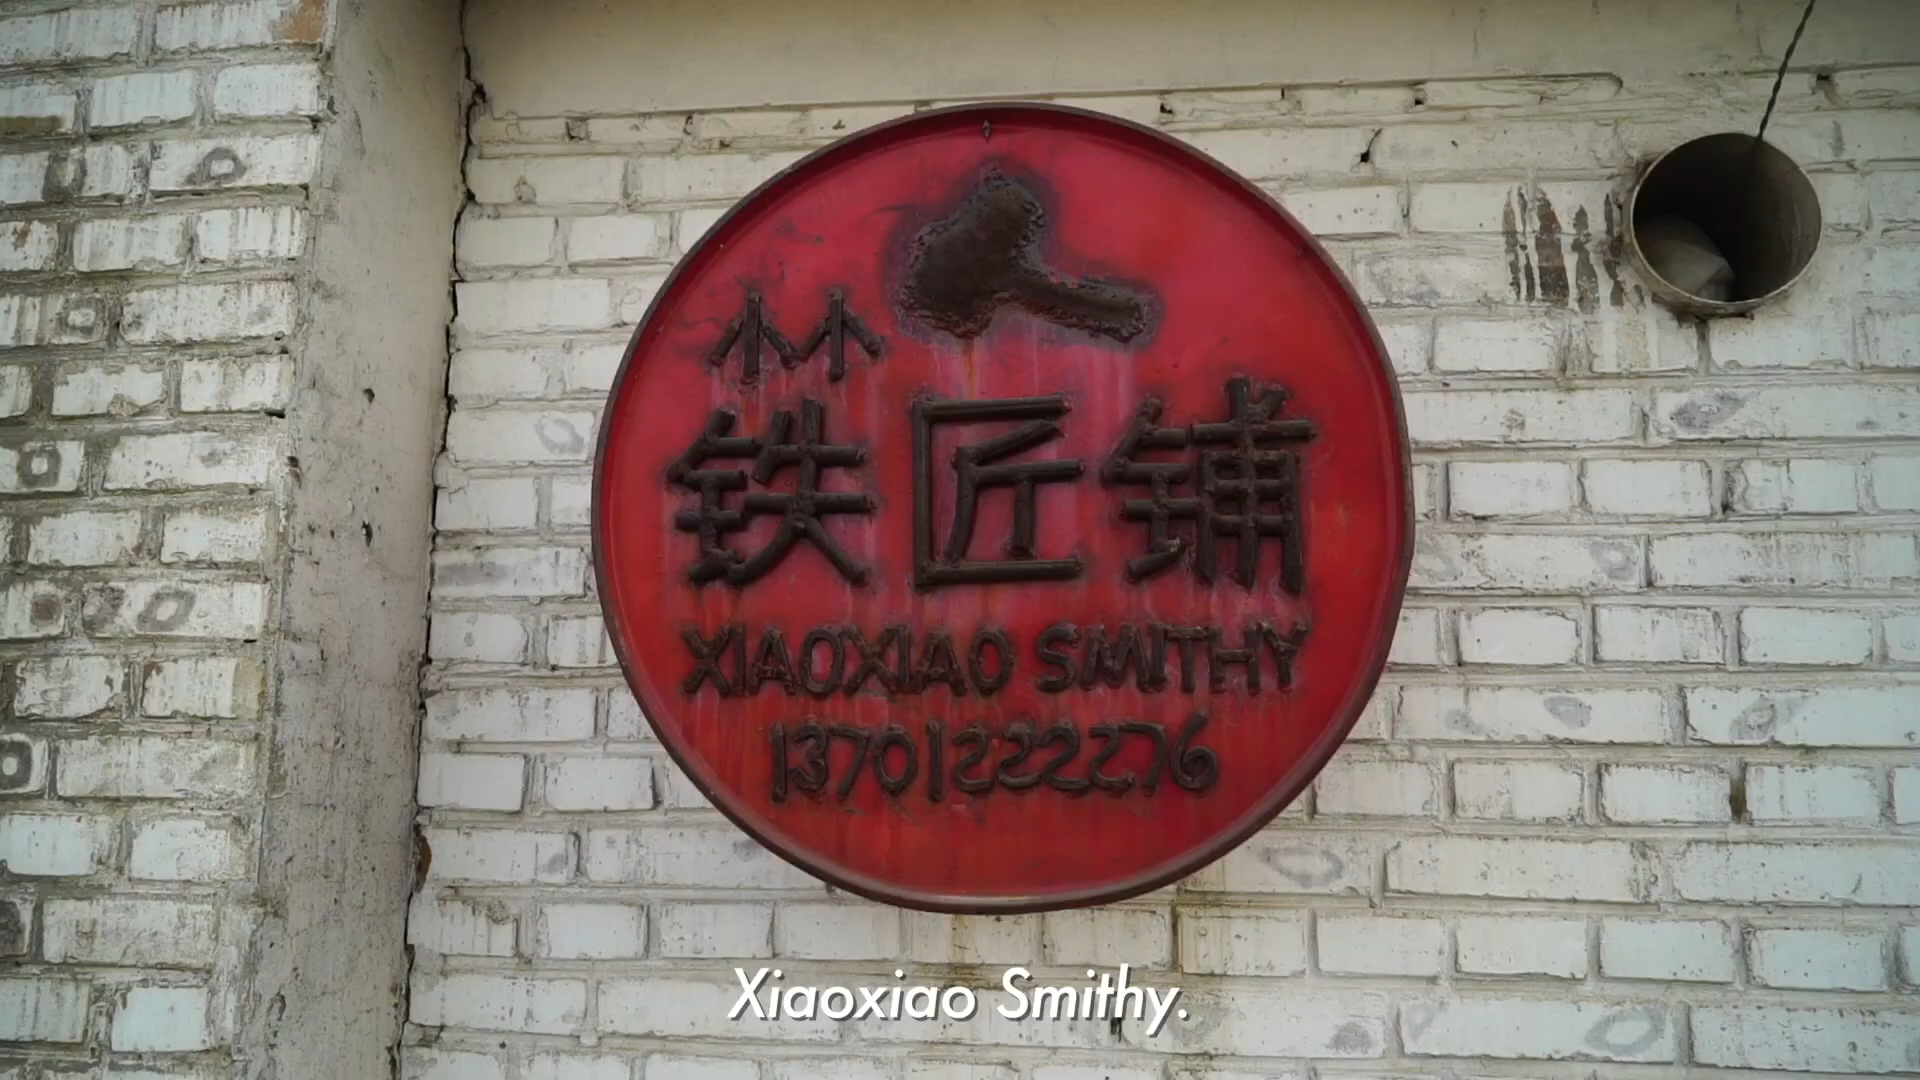 小小
铁匠铺
XIAOXIAO SMITHY
13701222276
Xiaoxiao Smithy.